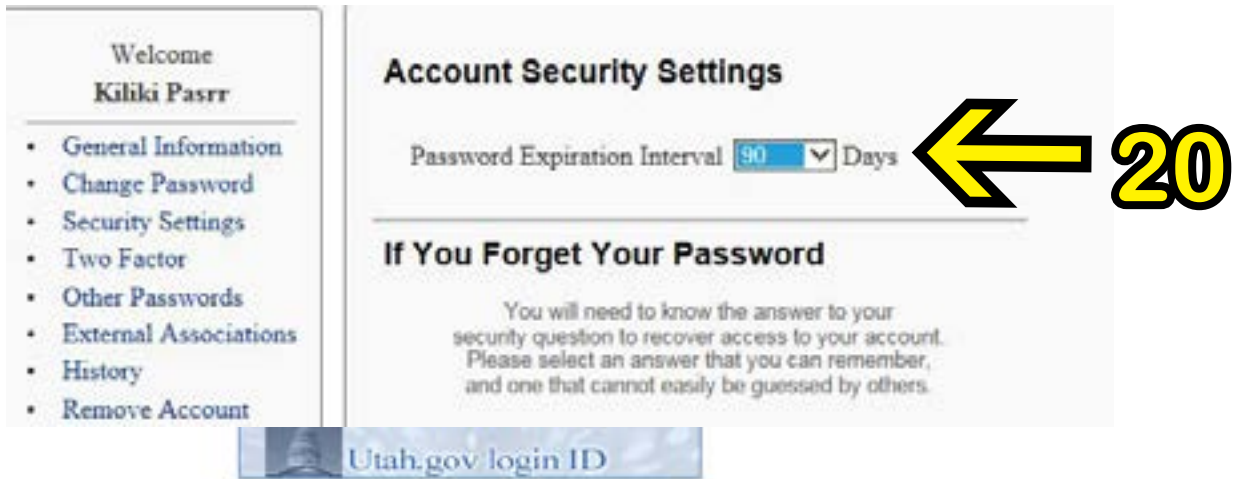 Welcome
Kiliki Pasrr
• General Information
• Change Password
• Security Settings
• Two Factor
• Other Passwords
• External Associations
• History
• Remove Account
Account Security Settings
Password Expiration Interval 90 Days
20
If You Forget Your Password
You will need to know the answer to your
security question to recover access to your account.
Please select an answer that you can remember,
and one that cannot easily be guessed by others.
Utah.gov login ID